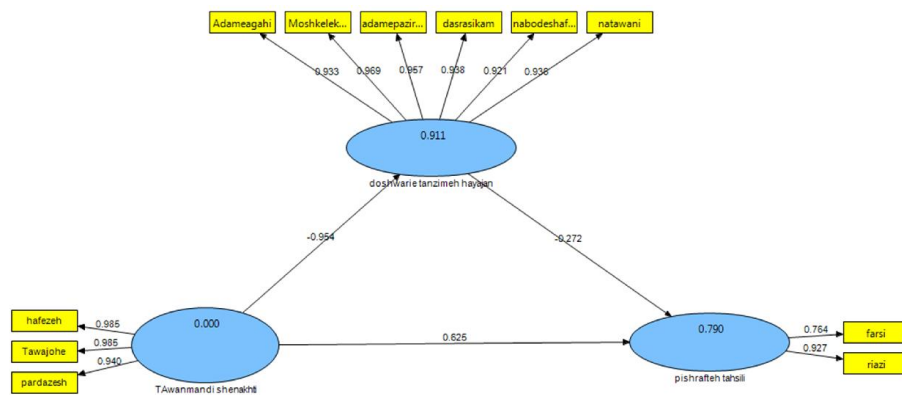 Adameagahi
Moshkelek...
adamepazir...
dasrasikam
nabodeshaf...
natawani
0.933
0.969
0.957
0.938
0.921
0.936
0.911
doshwarie tanzimeh hayajan
-0.954
-0.272
hafezeh
0.985
Tawajohe
0.985
pardazesh
0.940
0.000
TAwanmandi shenakhti
0.625
0.790
pishrafteh tahsili
0.764
farsi
0.927
riazi